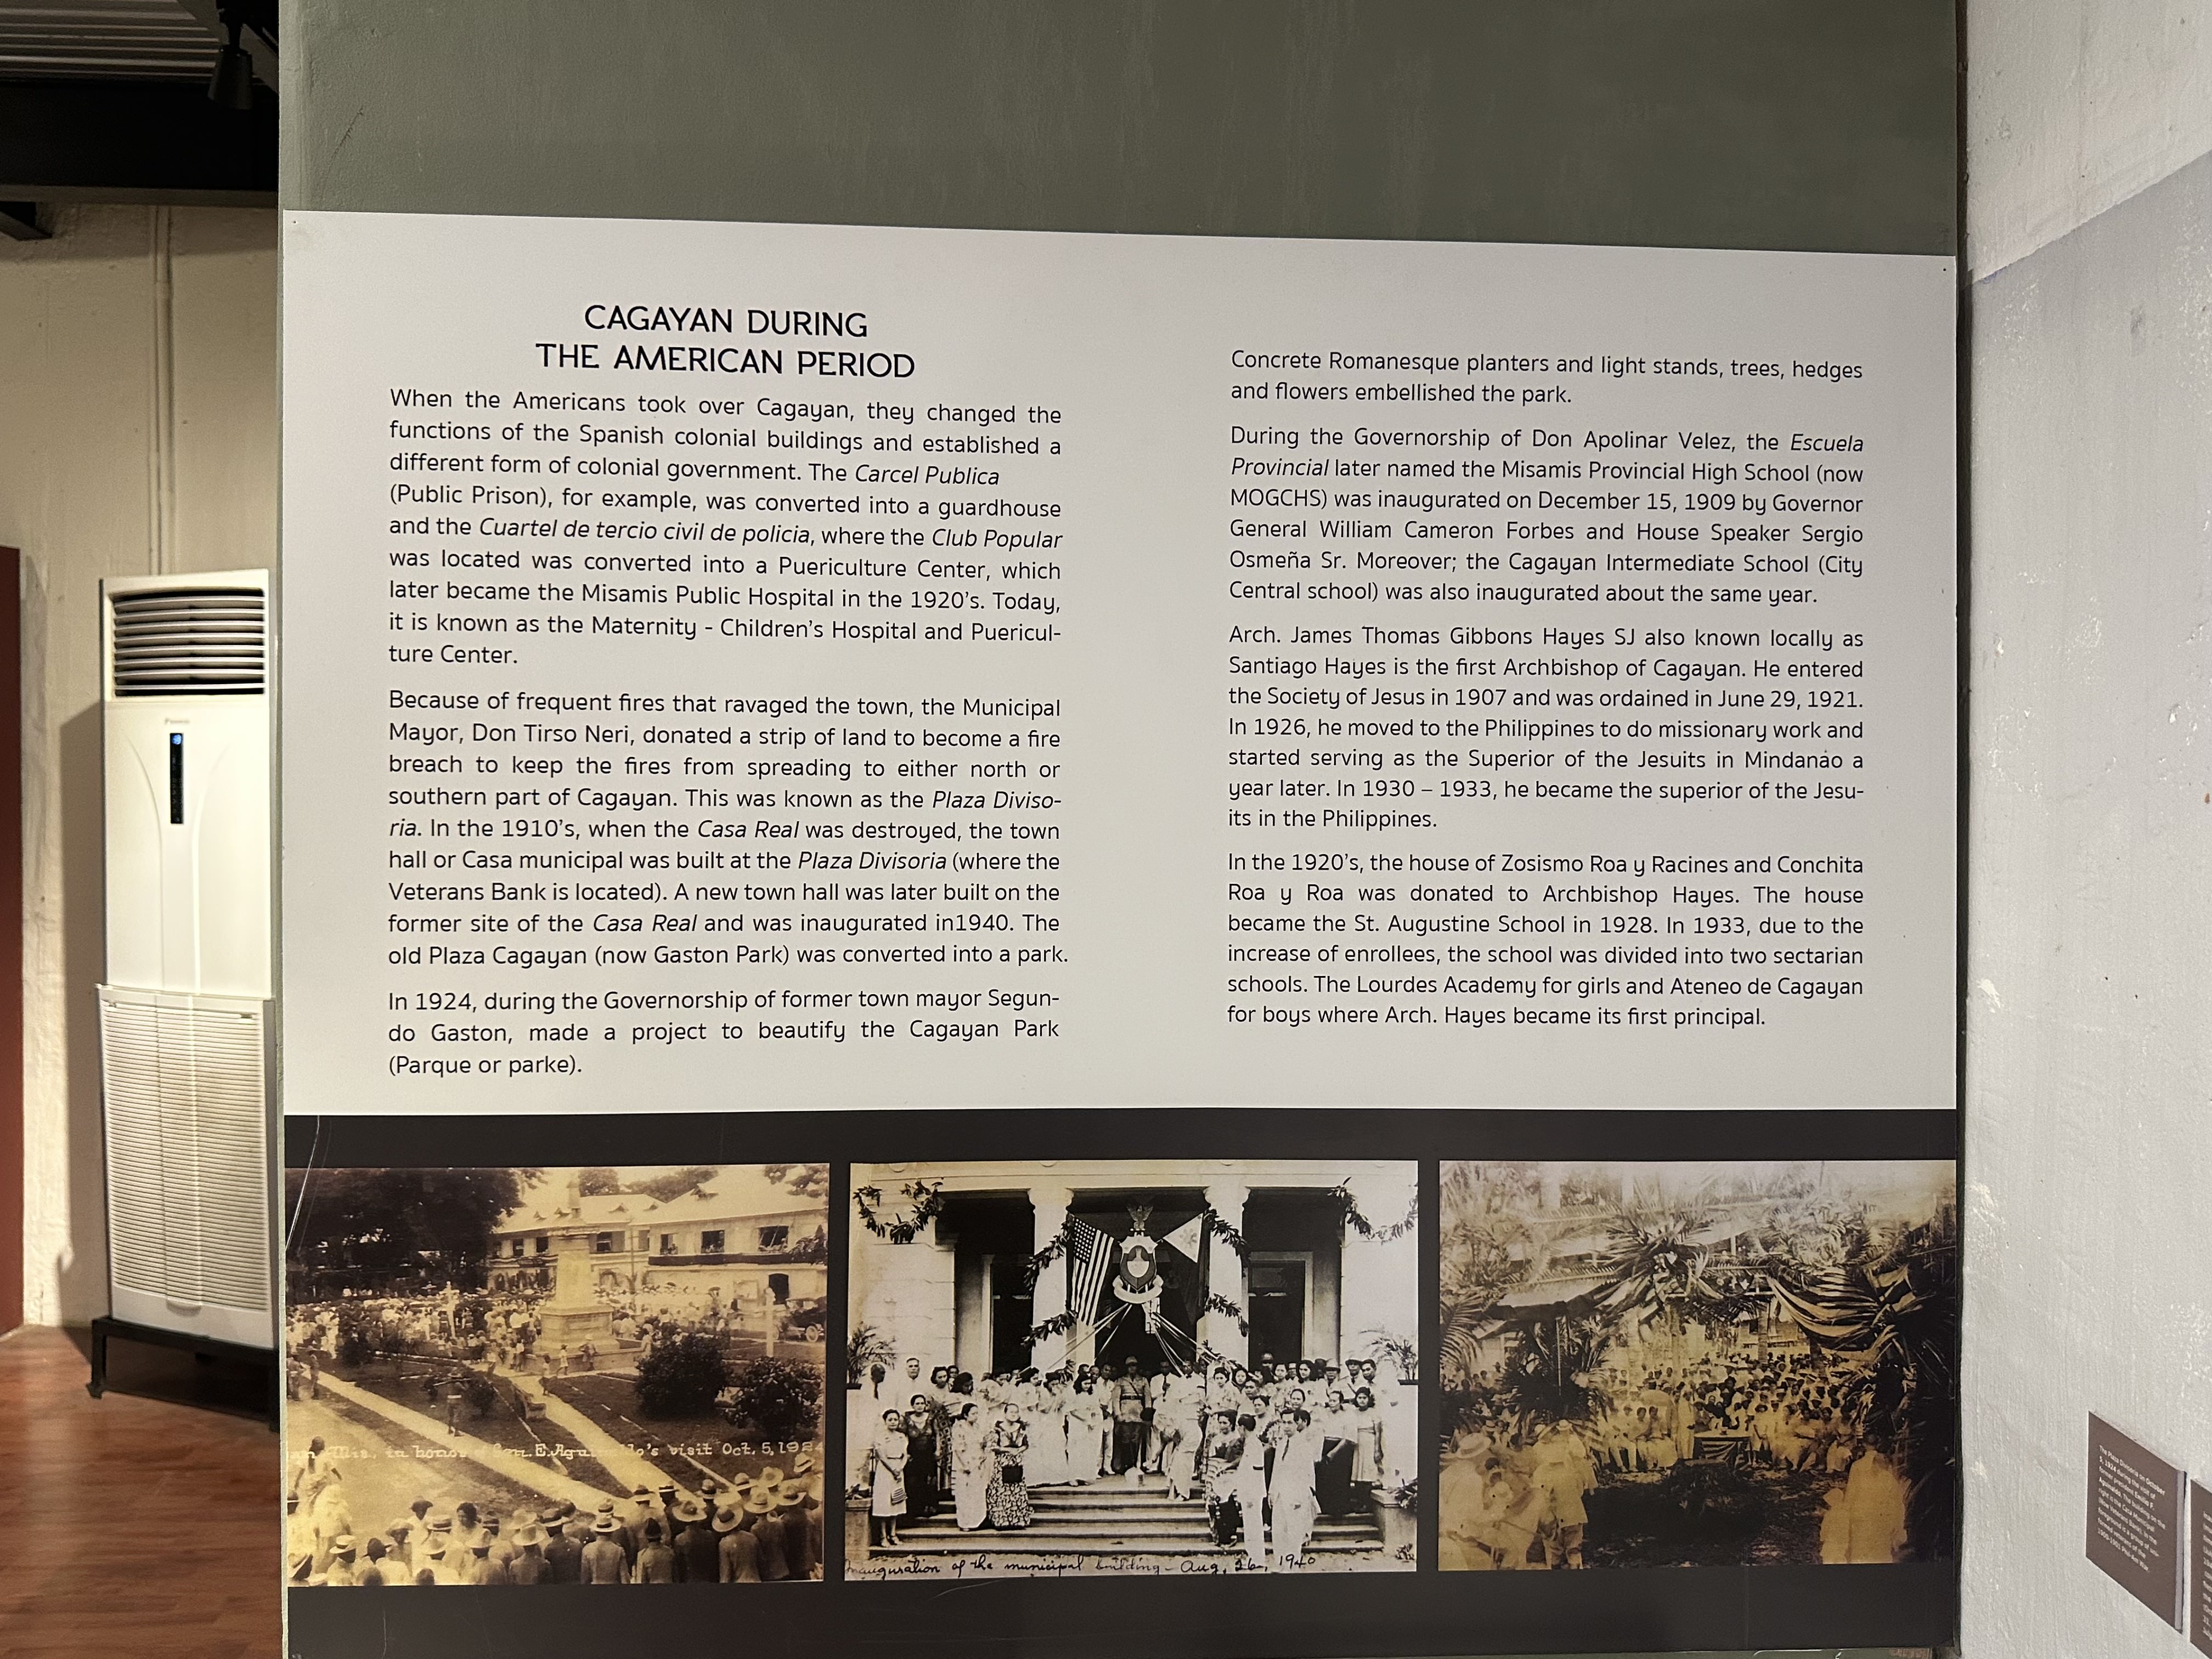 CAGAYAN DURING
THE AMERICAN PERIOD
When the Americans took over Cagayan, they changed the
functions of the Spanish colonial buildings and established a
different form of colonial government. The Carcel Publica
(Public Prison), for example, was converted into a guardhouse
and the Cuartel de tercio civil de policia, where the Club Popular
was located was converted into a Puericulture Center, which
later became the Misamis Public Hospital in the 1920's. Today,
it is known as the Maternity - Children's Hospital and Puericul-
ture Center.
Because of frequent fires that ravaged the town, the Municipal
Mayor, Don Tirso Neri, donated a strip of land to become a fire
breach to keep the fires from spreading to either north or
southern part of Cagayan. This was known as the Plaza Diviso-
ria. In the 1910's, when the Casa Real was destroyed, the town
hall or Casa municipal was built at the Plaza Divisoria (where the
Veterans Bank is located). A new town hall was later built on the
former site of the Casa Real and was inaugurated in1940. The
old Plaza Cagayan (now Gaston Park) was converted into a park.
In 1924, during the Governorship of former town mayor Segun-
do Gaston, made a project to beautify the Cagayan Park
(Parque or parke).
Concrete Romanesque planters and light stands, trees, hedges
and flowers embellished the park.
During the Governorship of Don Apolinar Velez, the Escuela
Provincial later named the Misamis Provincial High School (now
MOGCHS) was inaugurated on December 15, 1909 by Governor
General William Cameron Forbes and House Speaker Sergio
Osmeña Sr. Moreover; the Cagayan Intermediate School (City
Central school) was also inaugurated about the same year.
Arch. James Thomas Gibbons Hayes SJ also known locally as
Santiago Hayes is the first Archbishop of Cagayan. He entered
the Society of Jesus in 1907 and was ordained in June 29, 1921.
In 1926, he moved to the Philippines to do missionary work and
started serving as the Superior of the Jesuits in Mindanao a
year later. In 1930 – 1933, he became the superior of the Jesu-
its in the Philippines.
In the 1920's, the house of Zosismo Roa y Racines and Conchita
Roa y Roa was donated to Archbishop Hayes. The house
became the St. Augustine School in 1928. In 1933, due to the
increase of enrollees, the school was divided into two sectarian
schools. The Lourdes Academy for girls and Ateneo de Cagayan
for boys where Arch. Hayes became its first principal.
Mis., in honor Gen. E. visit Oct. 5, 
Inauguration of the municipal building - Aug. 26, 1940